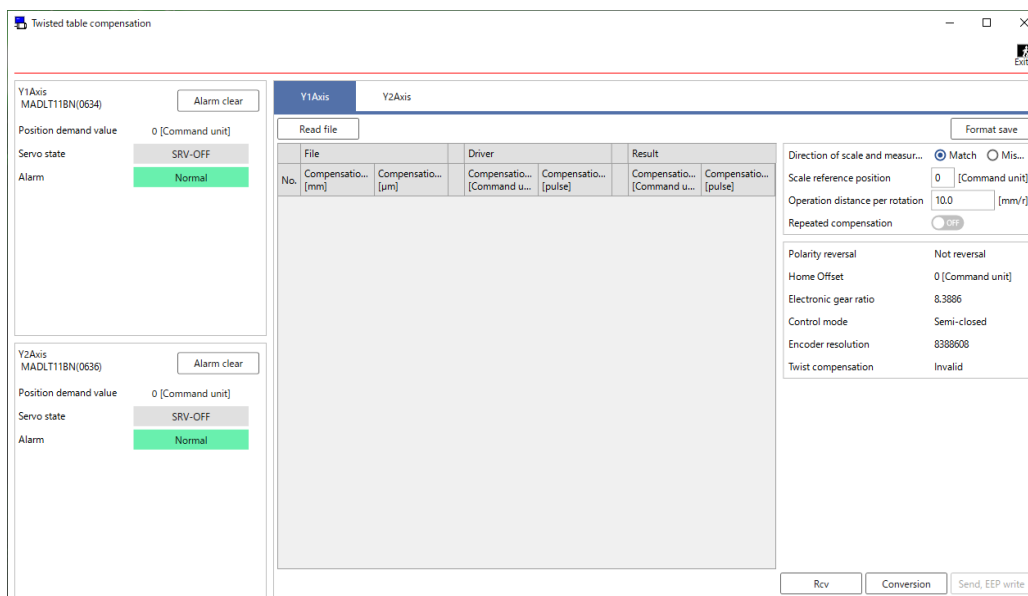 Twisted table compensation
Exit
Y1Axis
MADLT11BN(0634)
Alarm clear
Position demand value 0 [Command unit]
Servo state SRV-OFF
Alarm Normal
Y2Axis
MADLT11BN(0636)
Alarm clear
Position demand value 0 [Command unit]
Servo state SRV-OFF
Alarm Normal
Y1Axis Y2Axis
Read file Format save
File Driver Result
No. Compensatio... [mm] Compensatio... [µm] Compensatio... [Command u... Compensatio... [pulse] Compensatio... [Command u... Compensatio... [pulse]
Direction of scale and measur... Match Mis...
Scale reference position 0 [Command unit]
Operation distance per rotation 10.0 [mm/r]
Repeated compensation OFF
Polarity reversal Not reversal
Home Offset 0 [Command unit]
Electronic gear ratio 8.3886
Control mode Semi-closed
Encoder resolution 8388608
Twist compensation Invalid
Rcv Conversion Send, EEP write